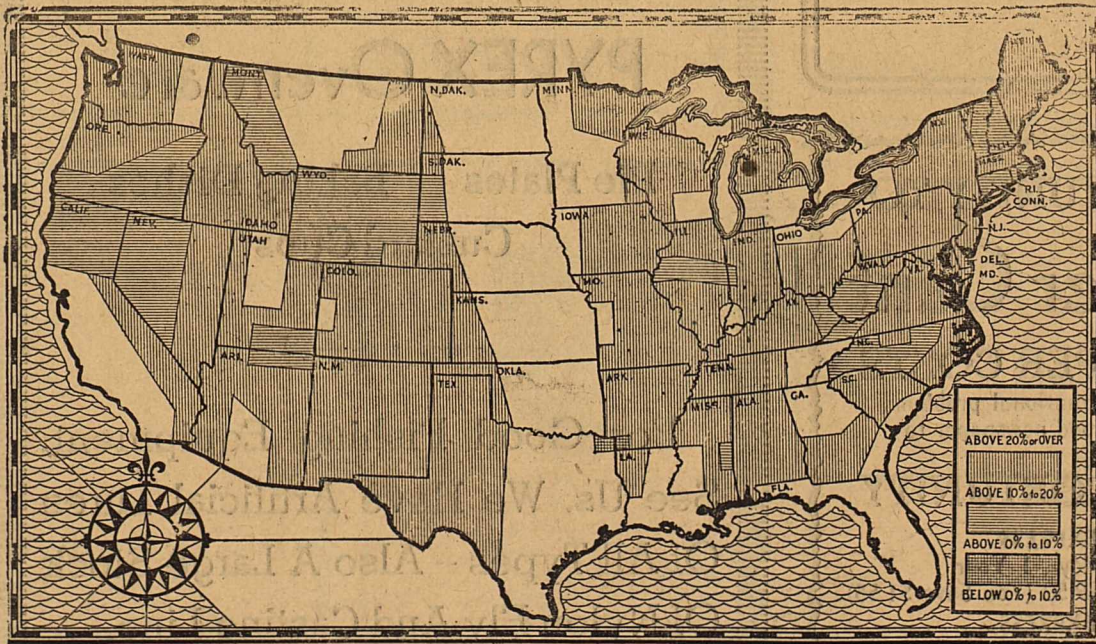 WASH.
MONT.
N.DAK.
MINN.
ORE.
S.DAK.
WIS.
MICH.
N.Y.
MASS.
R.I.
CONN.
WYO.
IDAHO
CALIF.
NEV.
UTAH
NEBR.
IOWA
ILL.
IND.
OHIO
PA.
N.J.
DEL.
MD.
COLO.
KANS.
MO.
KY.
W.VA.
VA.
ARI.
N.M.
OKLA.
TEX.
ARK.
TENN.
N.C.
S.C.
MISS.
ALA.
GA.
LA.
FLA.
ABOVE 20% or OVER
ABOVE 10% to 20%
ABOVE 0% to 10%
BELOW 0% to 10%